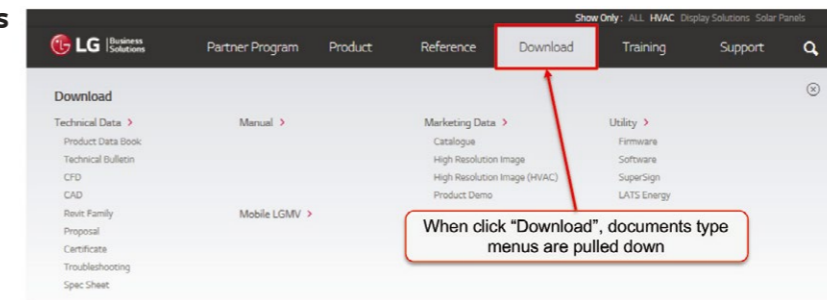 s
Show Only : ALL HVAC Display Solutions Solar Panels
LG Business Solutions
Partner Program Product Reference Download Training Support
Download
Technical Data > Manual > Marketing Data > Utility >
Product Data Book Catalogue Firmware
Technical Bulletin High Resolution Image Software
CFD High Resolution Image (HVAC) SuperSign
CAD Product Demo LATS Energy
Revit Family Mobile LGMV >
Proposal
Certificate
Troubleshooting
Spec Sheet
When click “Download”, documents type
menus are pulled down